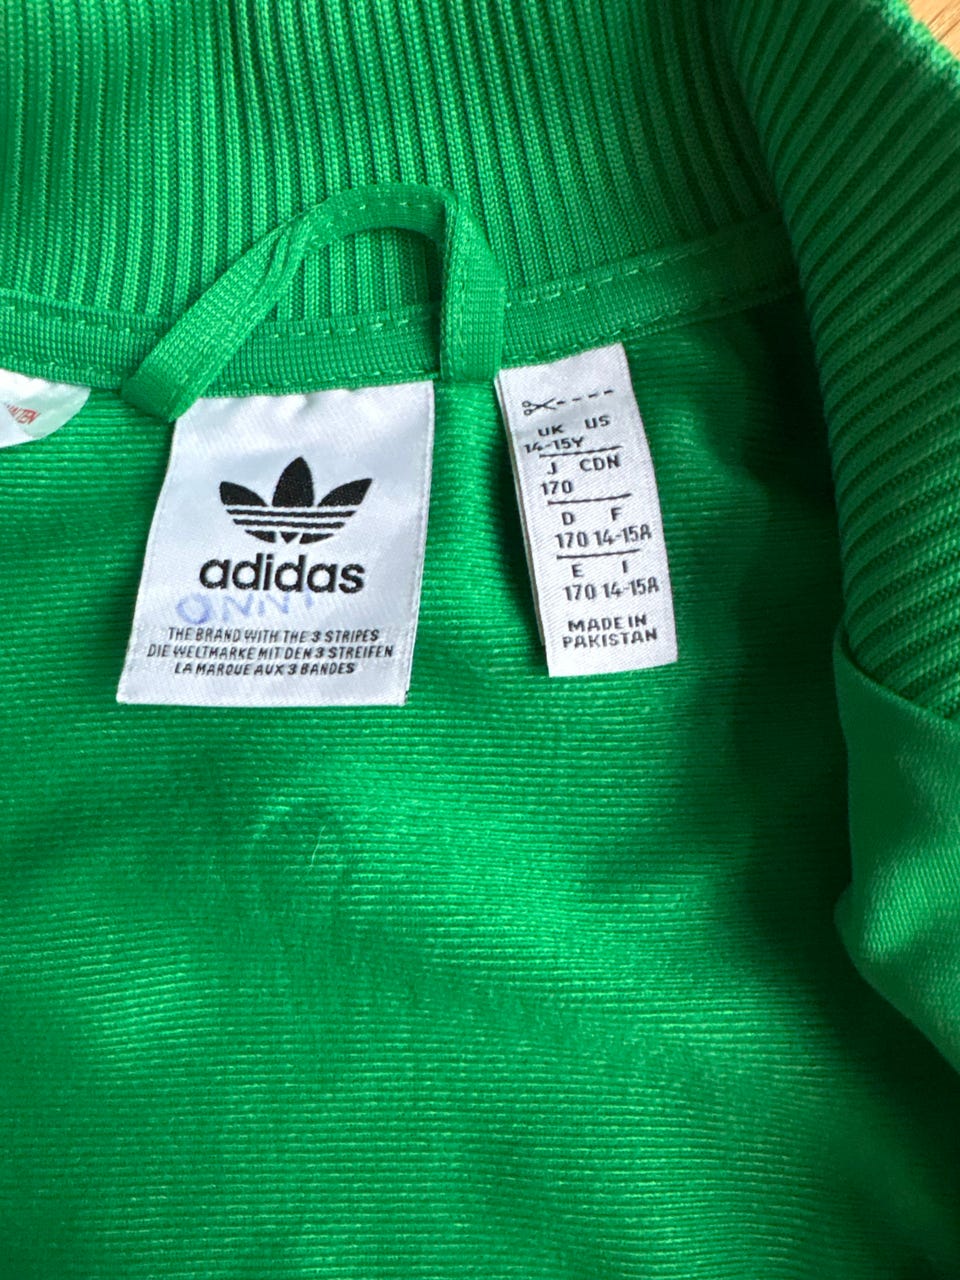 adidas
ONNI
THE BRAND WITH THE 3 STRIPES
DIE WELTMARKE MIT DEN 3 STREIFEN
LA MARQUE AUX 3 BANDES
UK US
14-15Y
J CDN
170
D F
170 14-15A
E I
170 14-15A
MADE IN
PAKISTAN